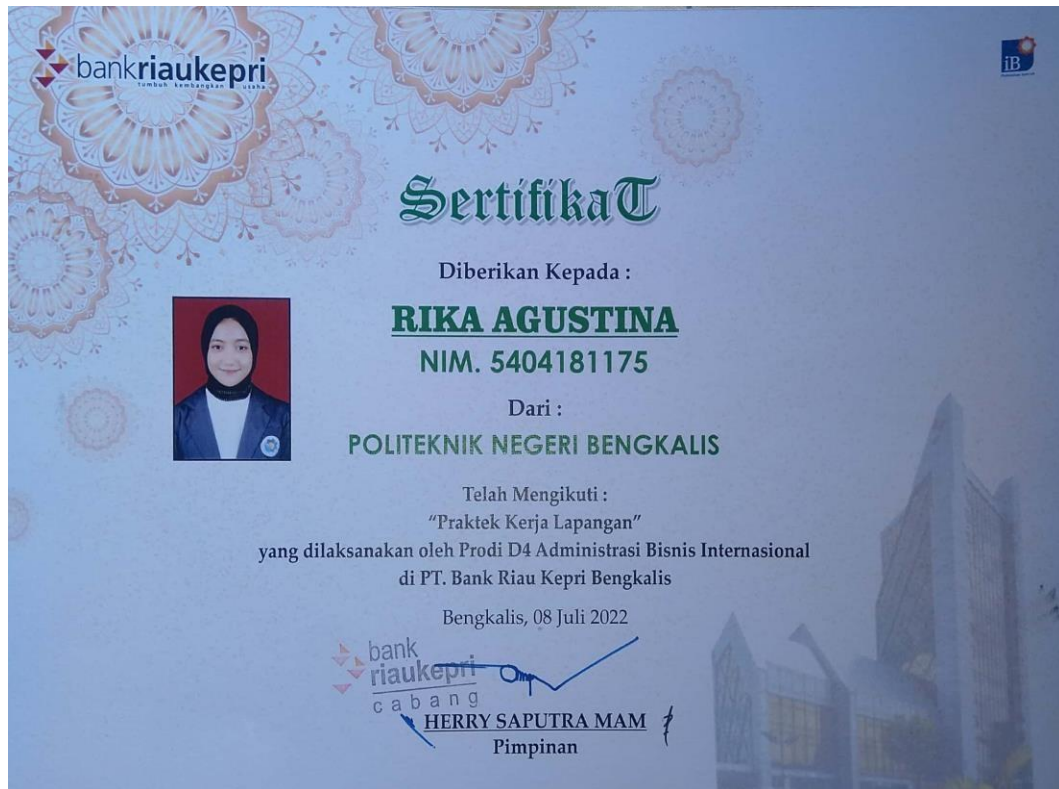 bankriaukepri
tumbuh kembangkan usaha
iB
SertifikaT
Diberikan Kepada :
RIKA AGUSTINA
NIM. 5404181175
Dari :
POLITEKNIK NEGERI BENGKALIS
Telah Mengikuti :
“Praktek Kerja Lapangan”
yang dilaksanakan oleh Prodi D4 Administrasi Bisnis Internasional
di PT. Bank Riau Kepri Bengkalis
Bengkalis, 08 Juli 2022
bank
riaukepri
cabang
HERRY SAPUTRA MAM
Pimpinan